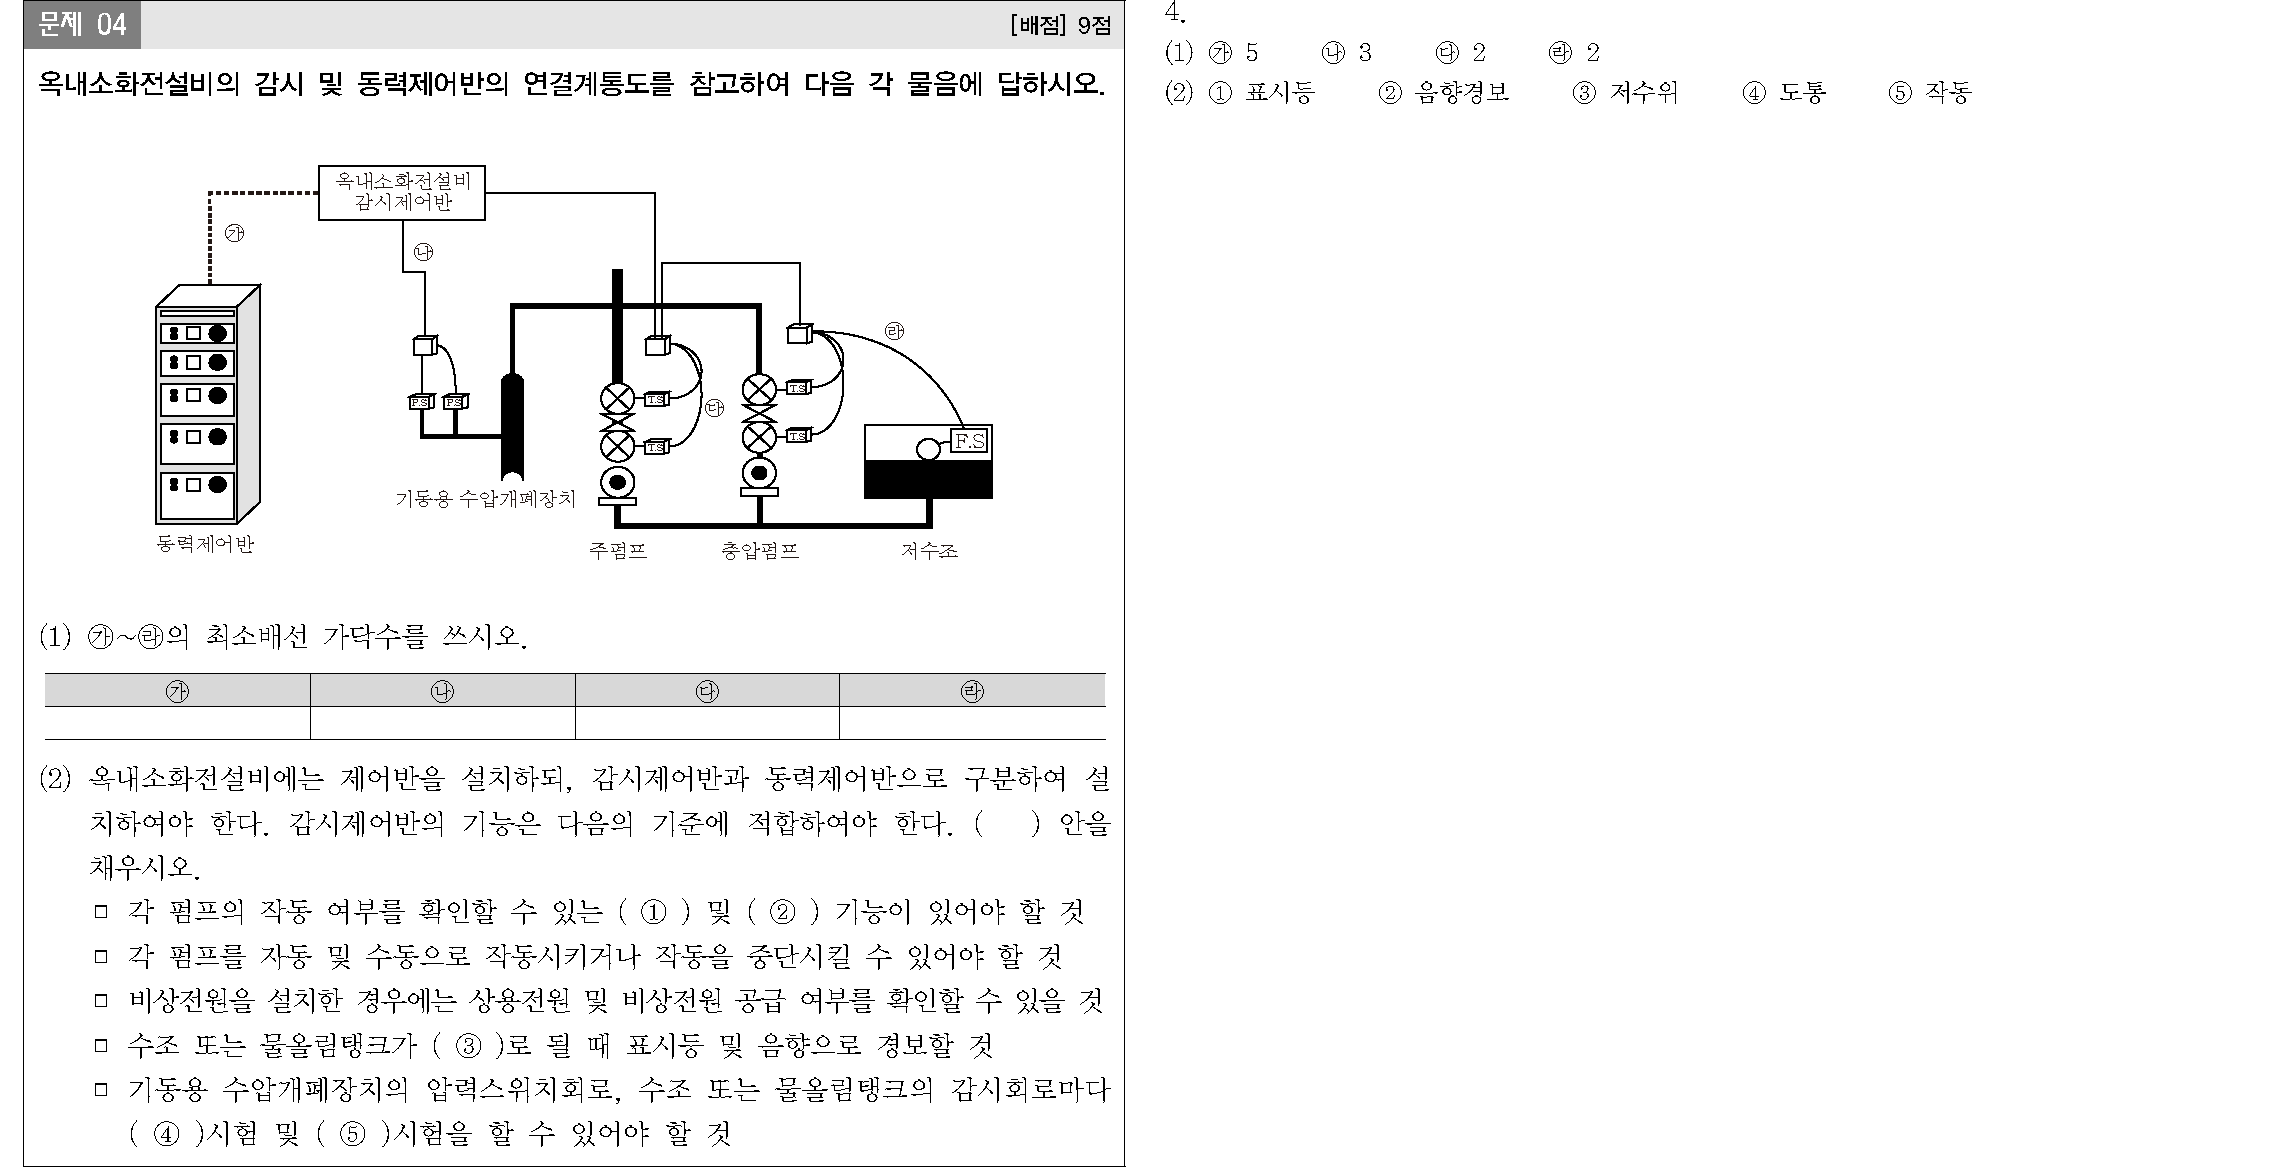 문제 04
[배점] 9점
옥내소화전설비의 감시 및 동력제어반의 연결계통도를 참고하여 다음 각 물음에 답하시오.
옥내소화전설비
감시제어반
㉮
㉯
㉱
P.S
P.S
T.S
T.S
㉰
T.S
T.S
F.S
기동용 수압개폐장치
동력제어반
주펌프
충압펌프
저수조
(1) ㉮~㉱의 최소배선 가닥수를 쓰시오.
㉮ ㉯ ㉰ ㉱
(2) 옥내소화전설비에는 제어반을 설치하되, 감시제어반과 동력제어반으로 구분하여 설
치하여야 한다. 감시제어반의 기능은 다음의 기준에 적합하여야 한다. ( ) 안을
채우시오.
□ 각 펌프의 작동 여부를 확인할 수 있는 ( ① ) 및 ( ② ) 기능이 있어야 할 것
□ 각 펌프를 자동 및 수동으로 작동시키거나 작동을 중단시킬 수 있어야 할 것
□ 비상전원을 설치한 경우에는 상용전원 및 비상전원 공급 여부를 확인할 수 있을 것
□ 수조 또는 물올림탱크가 ( ③ )로 될 때 표시등 및 음향으로 경보할 것
□ 기동용 수압개폐장치의 압력스위치회로, 수조 또는 물올림탱크의 감시회로마다
( ④ )시험 및 ( ⑤ )시험을 할 수 있어야 할 것
4.
(1) ㉮ 5 ㉯ 3 ㉰ 2 ㉱ 2
(2) ① 표시등 ② 음향경보 ③ 저수위 ④ 도통 ⑤ 작동